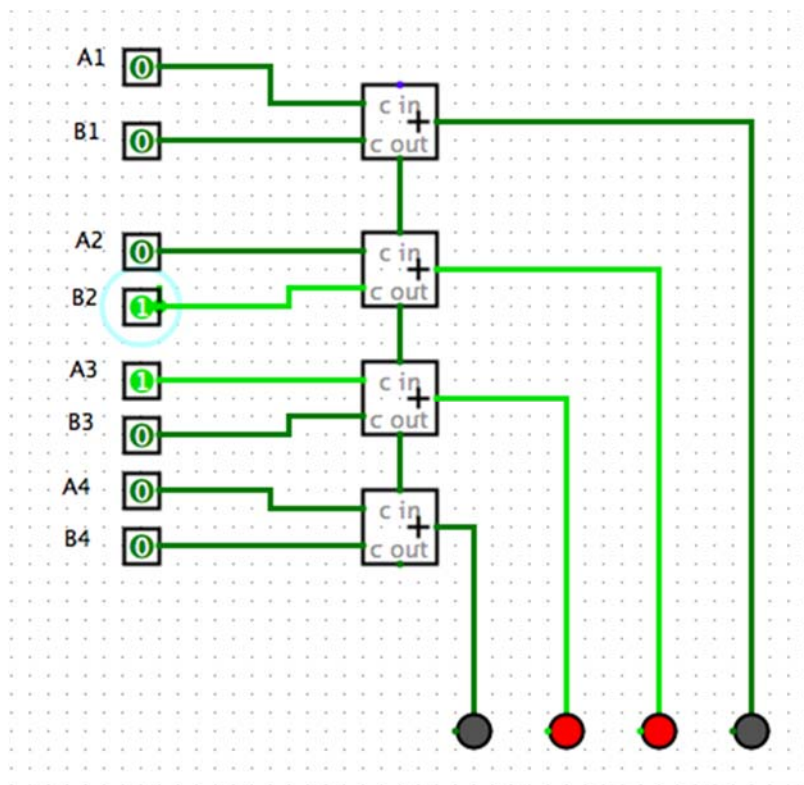 A1 0
c in
+
B1 0
c out
A2 0
c in
+
B2 1
c out
A3 1
c in
+
B3 0
c out
A4 0
c in
+
B4 0
c out